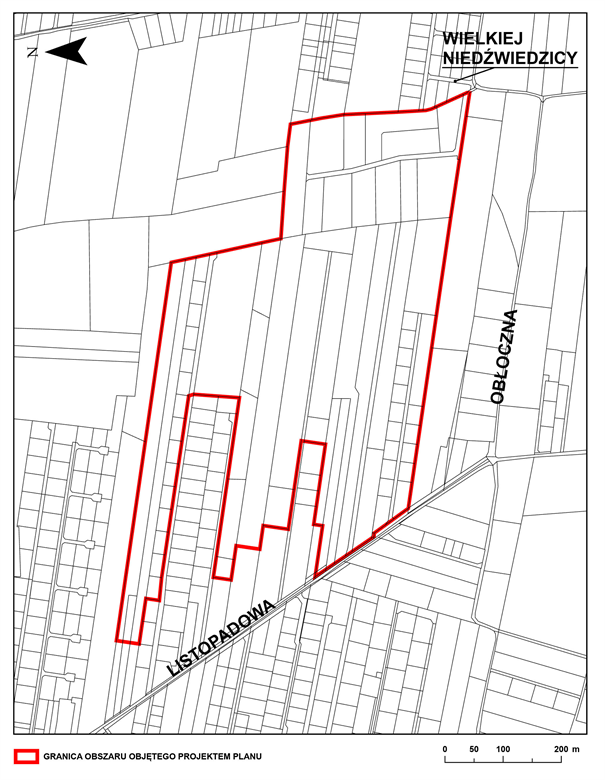 WIELKIEJ
NIEDŹWIEDZICY
N
OBŁOCZNA
LISTOPADOWA
GRANICA OBSZARU OBJĘTEGO PROJEKTEM PLANU
0 50 100 200 m